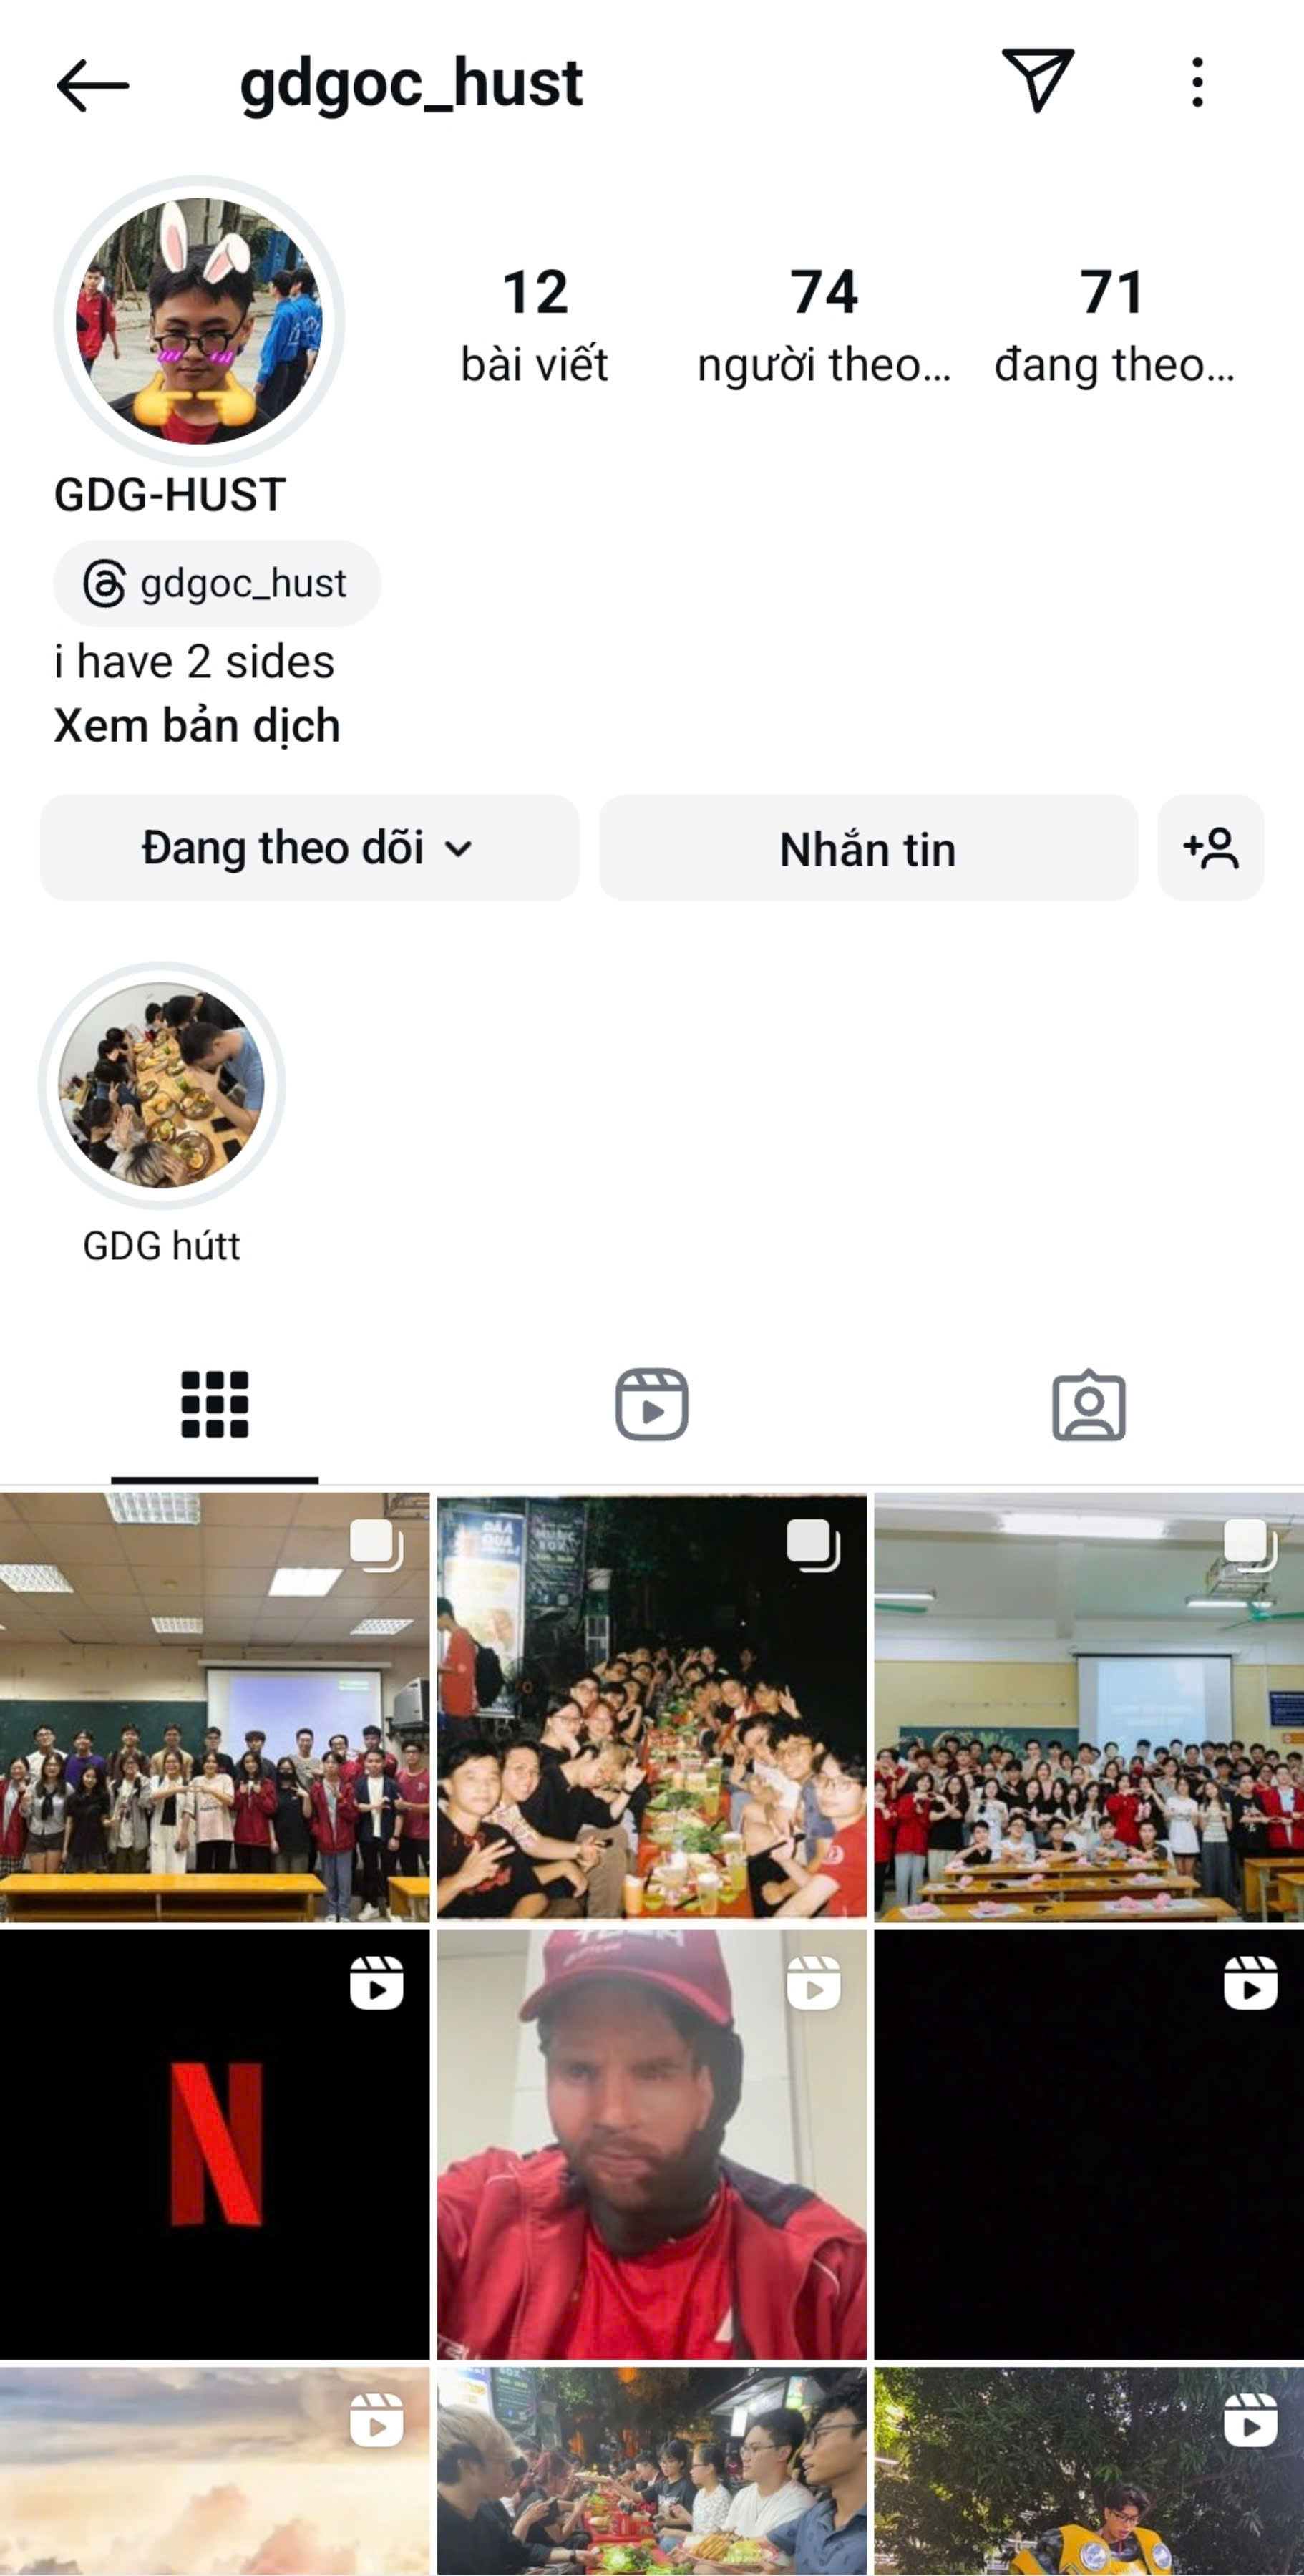 gdgoc_hust
12
74
71
bài viết
người theo...
đang theo...
GDG-HUST
gdgoc_hust
i have 2 sides
Xem bản dịch
Đang theo dõi
Nhắn tin
GDG hútt
N